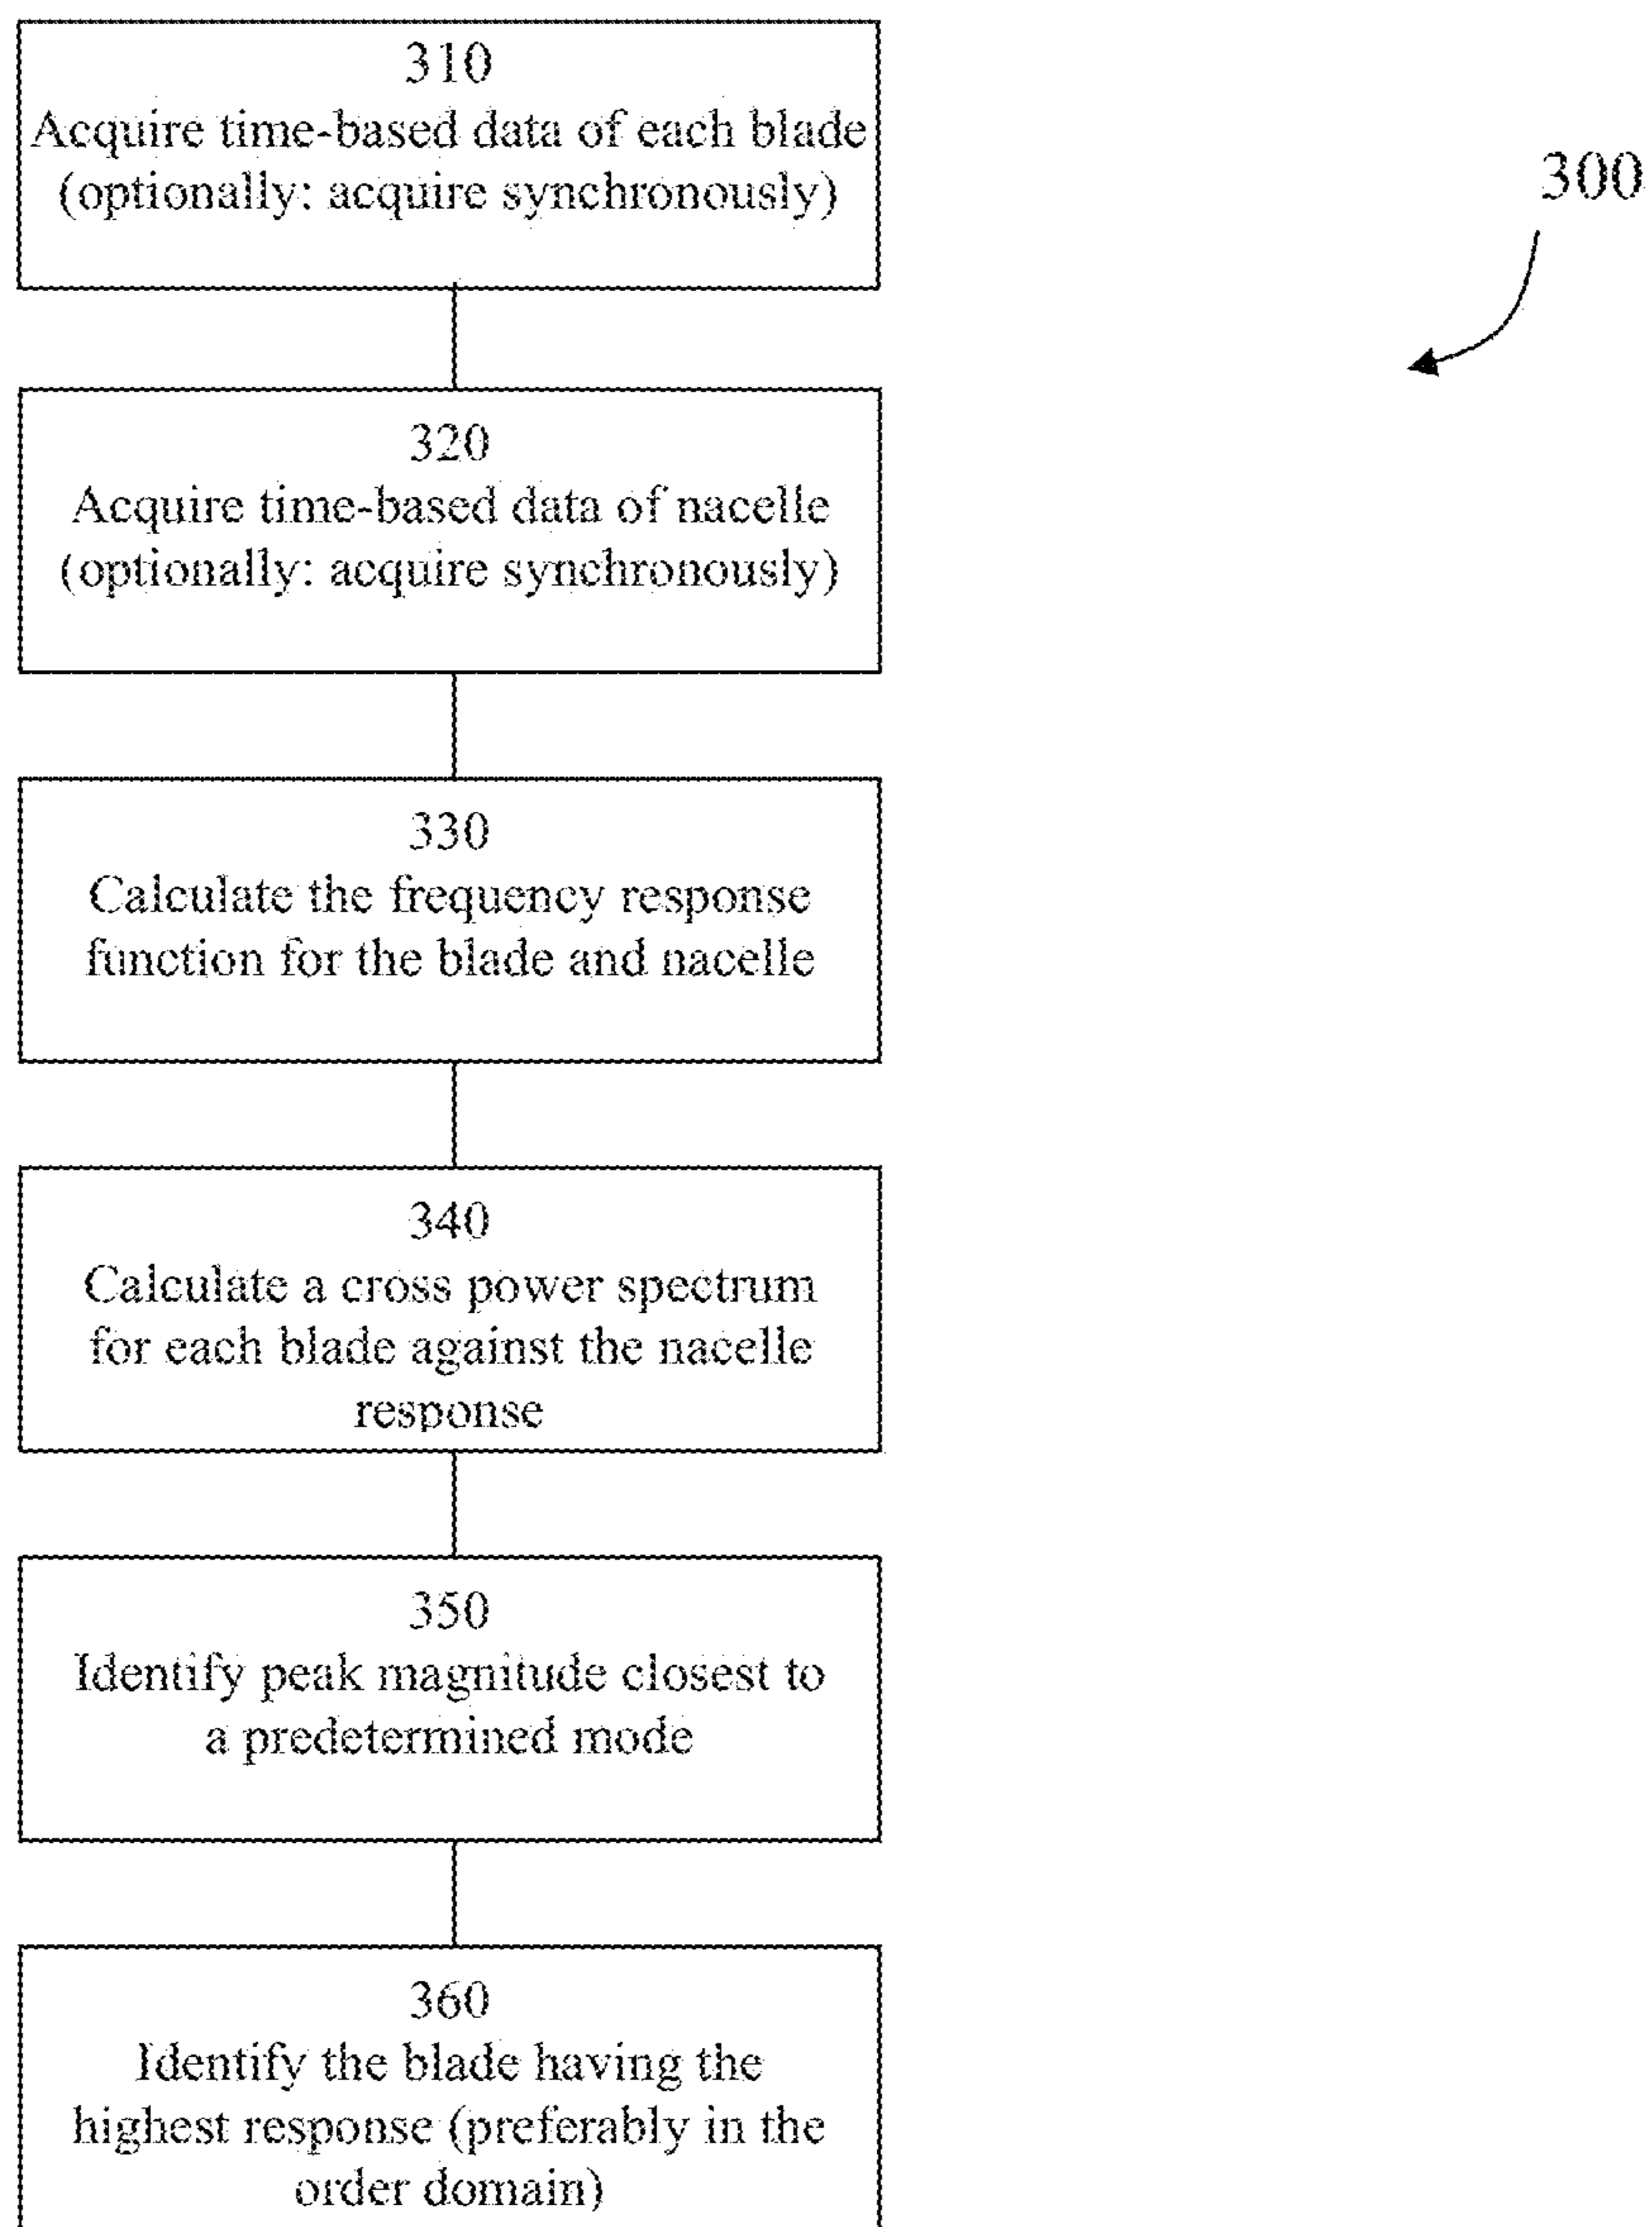 310
Acquire time-based data of each blade
(optionally: acquire synchronously)
300
320
Acquire time-based data of nacelle
(optionally: acquire synchronously)
330
Calculate the frequency response
function for the blade and nacelle
340
Calculate a cross power spectrum
for each blade against the nacelle
response
350
Identify peak magnitude closest to
a predetermined mode
360
Identify the blade having the
highest response (preferably in the
order domain)